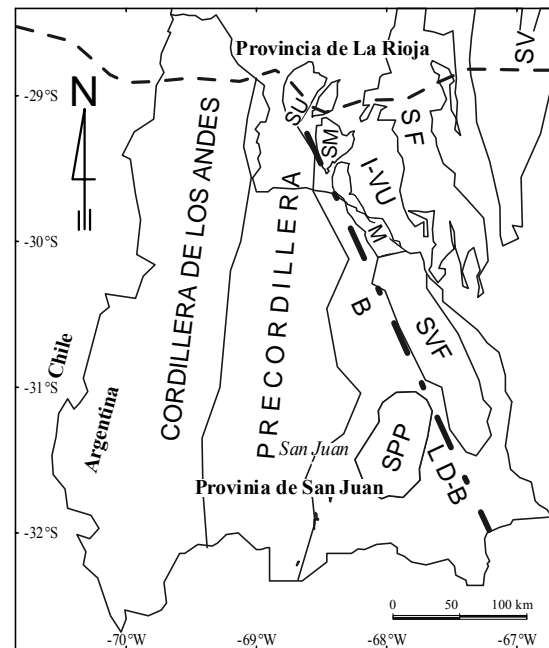 Provincia de La Rioja
SV
-29°S
N
SU
SM
S F
I-VU
CORDILLERA DE LOS ANDES
PRECORDILLERA
M
-30°S
B
SVF
Chile
-31°S
Argentina
San Juan
SPP
L D-B
Provinia de San Juan
-32°S
0 50 100 km
-70°W -69°W -68°W -67°W